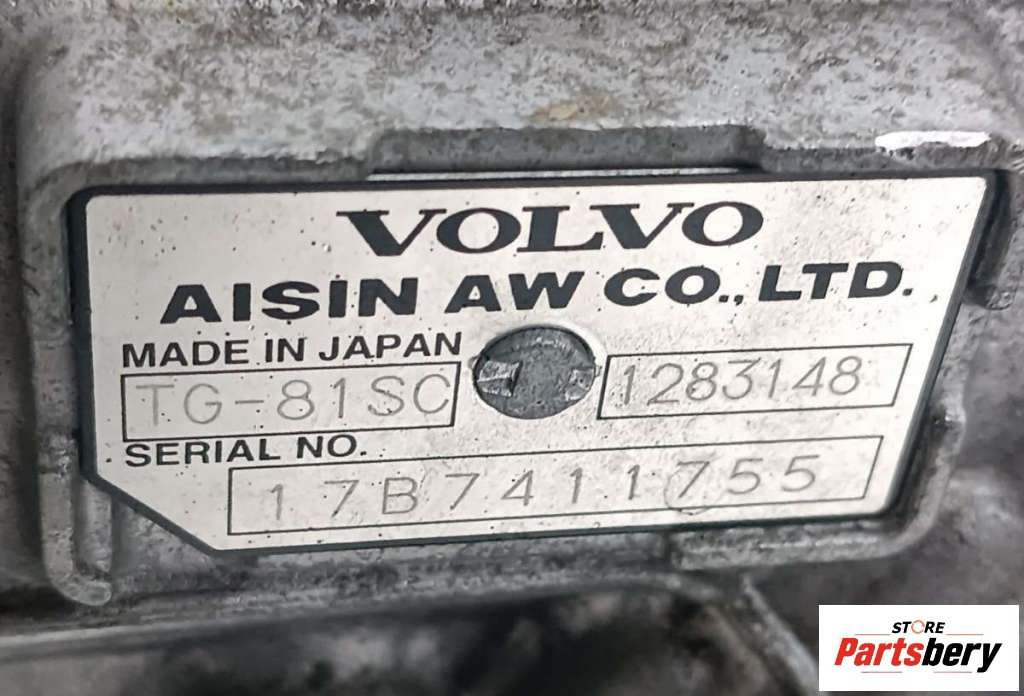 VOLVO
AISIN AW CO., LTD.
MADE IN JAPAN
TG-81SC 1283148
SERIAL NO.
17B7411755
STORE
Partsbery